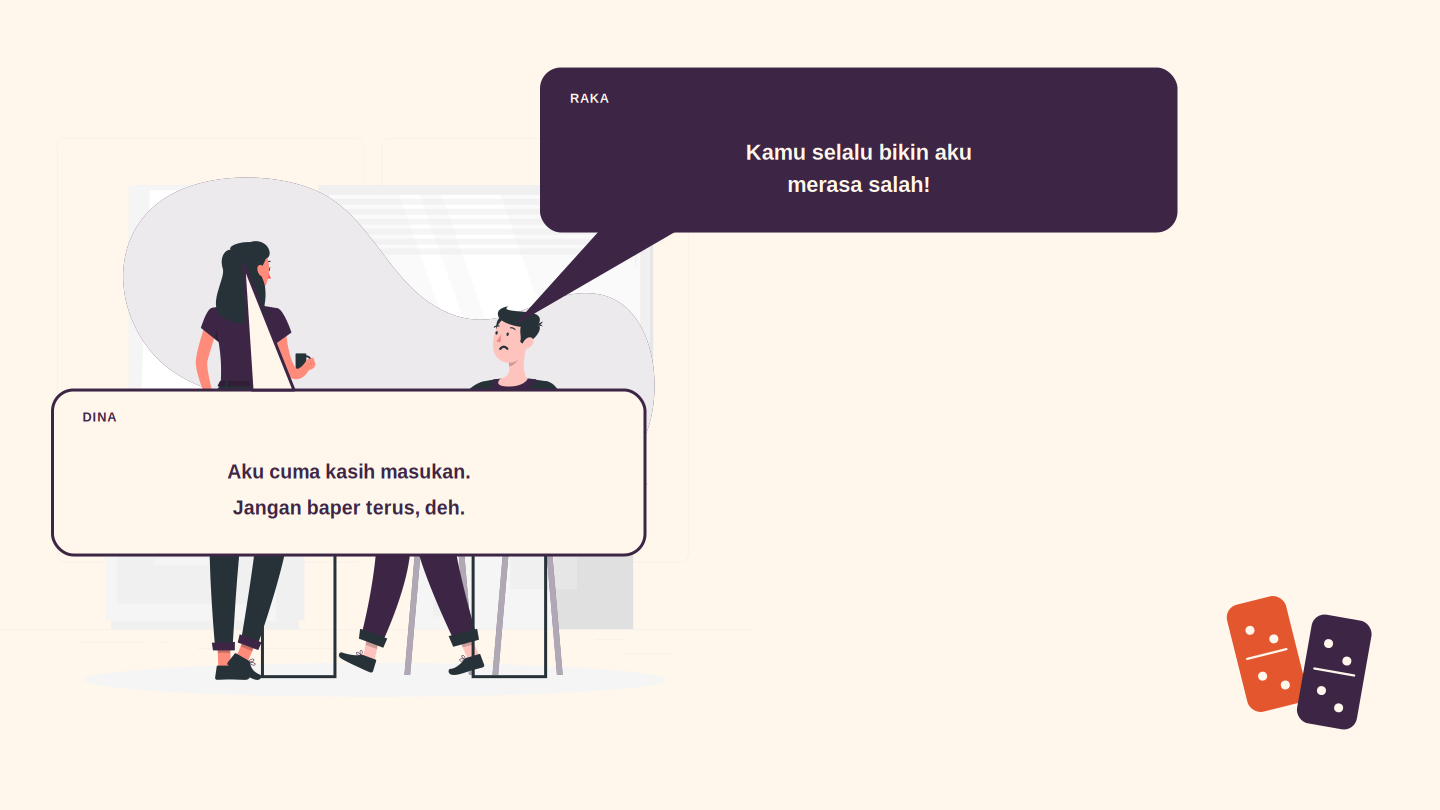 RAKA
Kamu selalu bikin aku
merasa salah!
DINA
Aku cuma kasih masukan.
Jangan baper terus, deh.